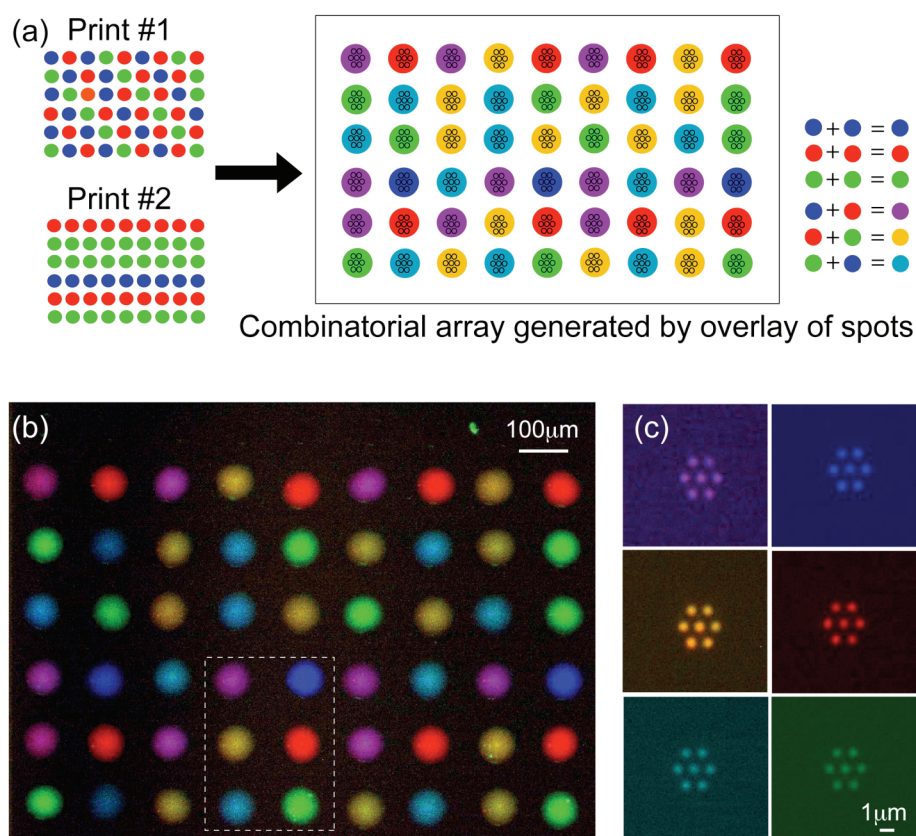 (a)
Print #1
Print #2
+ =
+ =
+ =
+ =
+ =
+ =
Combinatorial array generated by overlay of spots
(b)
100μm
(c)
1μm